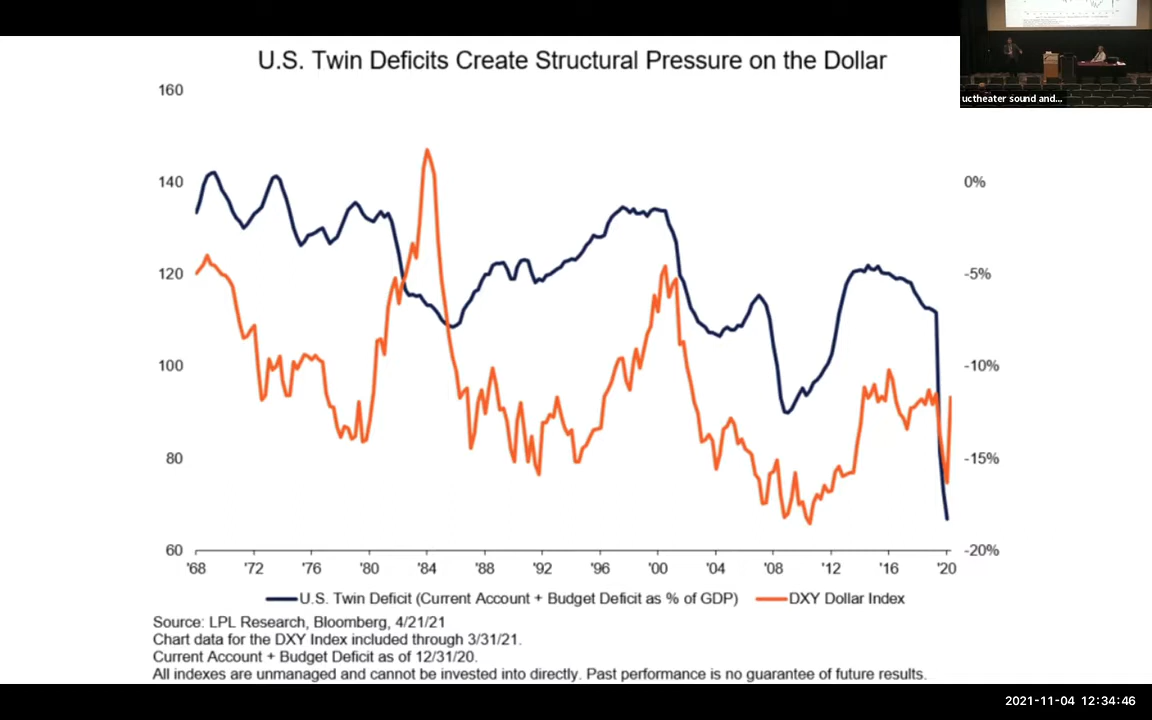 U.S. Twin Deficits Create Structural Pressure on the Dollar
160
140
120
100
80
60
0%
-5%
-10%
-15%
-20%
'68 '72 '76 '80 '84 '88 '92 '96 '00 '04 '08 '12 '16 '20
U.S. Twin Deficit (Current Account + Budget Deficit as % of GDP) DXY Dollar Index
Source: LPL Research, Bloomberg, 4/21/21
Chart data for the DXY Index included through 3/31/21.
Current Account + Budget Deficit as of 12/31/20.
All indexes are unmanaged and cannot be invested into directly. Past performance is no guarantee of future results.
uctheater sound and...
2021-11-04 12:34:46